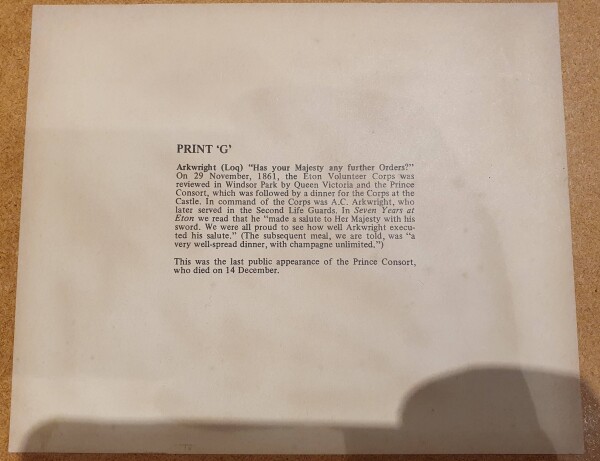 PRINT ‘G’
Arkwright (Loq) “Has your Majesty any further Orders?”
On 29 November, 1861, the Eton Volunteer Corps was
reviewed in Windsor Park by Queen Victoria and the Prince
Consort, which was followed by a dinner for the Corps at the
Castle. In command of the Corps was A.C. Arkwright, who
later served in the Second Life Guards. In Seven Years at
Eton we read that he “made a salute to Her Majesty with his
sword. We were all proud to see how well Arkwright execu-
ted his salute.” (The subsequent meal, we are told, was “a
very well-spread dinner, with champagne unlimited.”)
This was the last public appearance of the Prince Consort,
who died on 14 December.